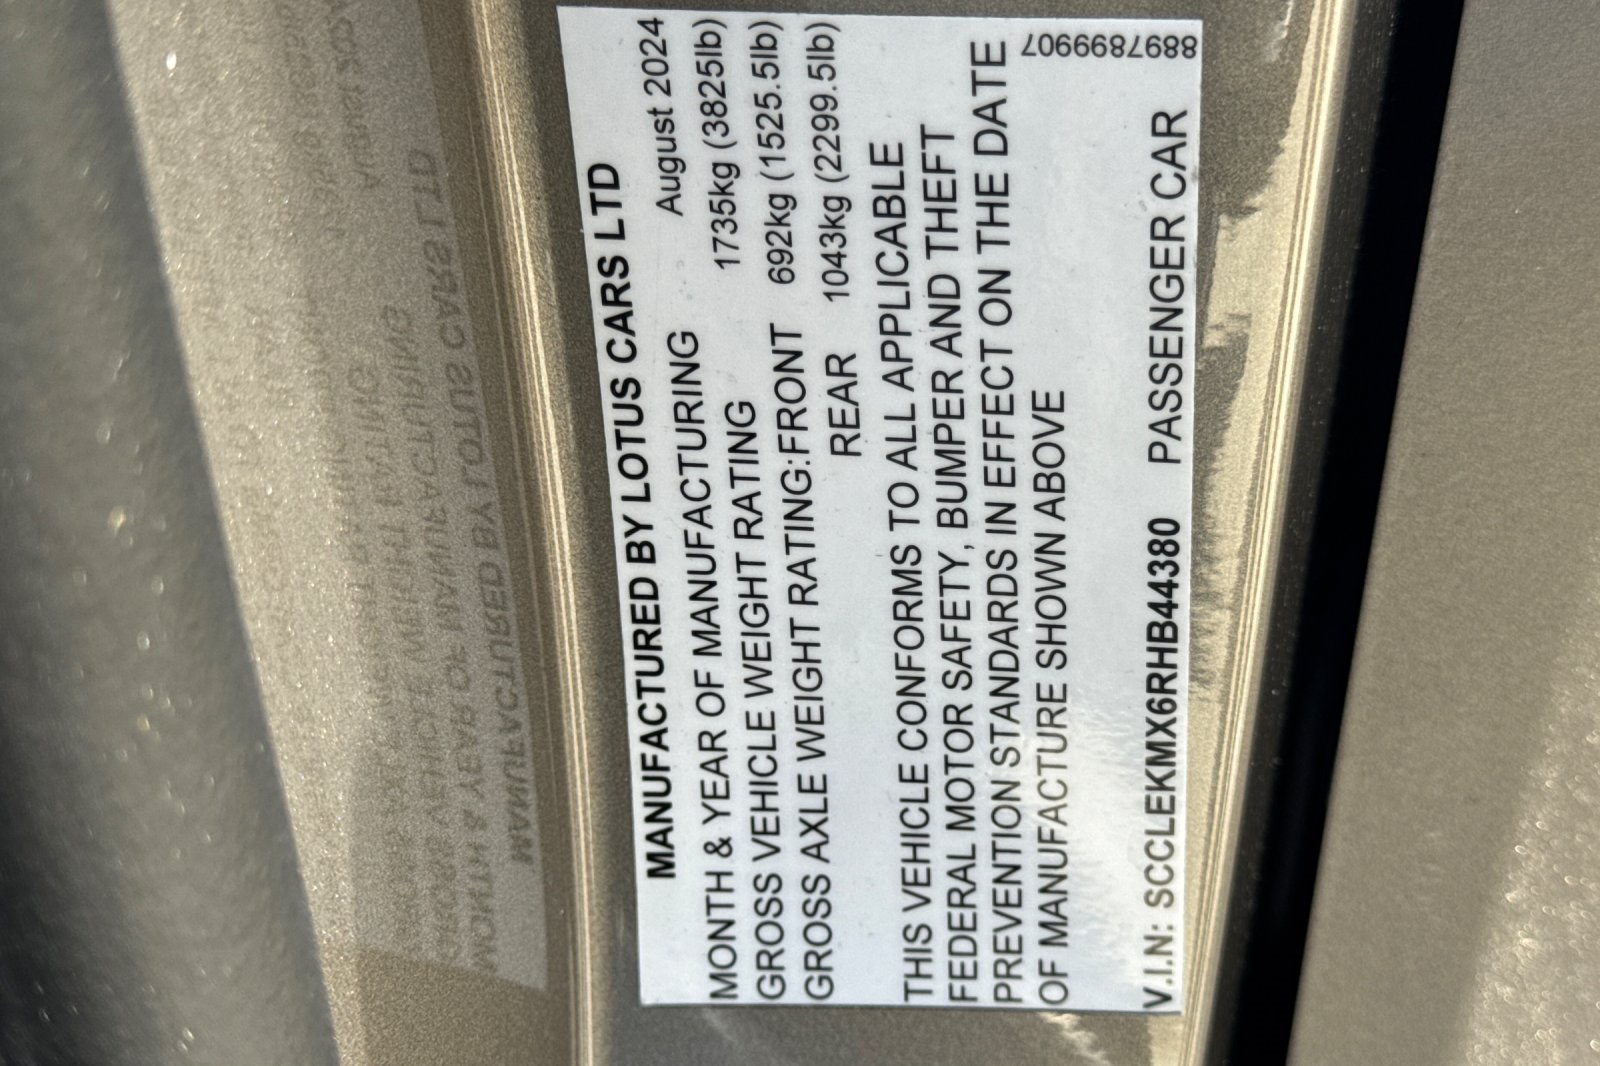 MANUFACTURED BY LOTUS CARS LTD
MONTH & YEAR OF MANUFACTURING August 2024
GROSS VEHICLE WEIGHT RATING 1735kg (3825lb)
GROSS AXLE WEIGHT RATING:FRONT 692kg (1525.5lb)
REAR 1043kg (2299.5lb)
THIS VEHICLE CONFORMS TO ALL APPLICABLE
FEDERAL MOTOR SAFETY, BUMPER AND THEFT
PREVENTION STANDARDS IN EFFECT ON THE DATE
OF MANUFACTURE SHOWN ABOVE
V.I.N: SCCLEKMX6RHB44380 PASSENGER CAR
88978999907